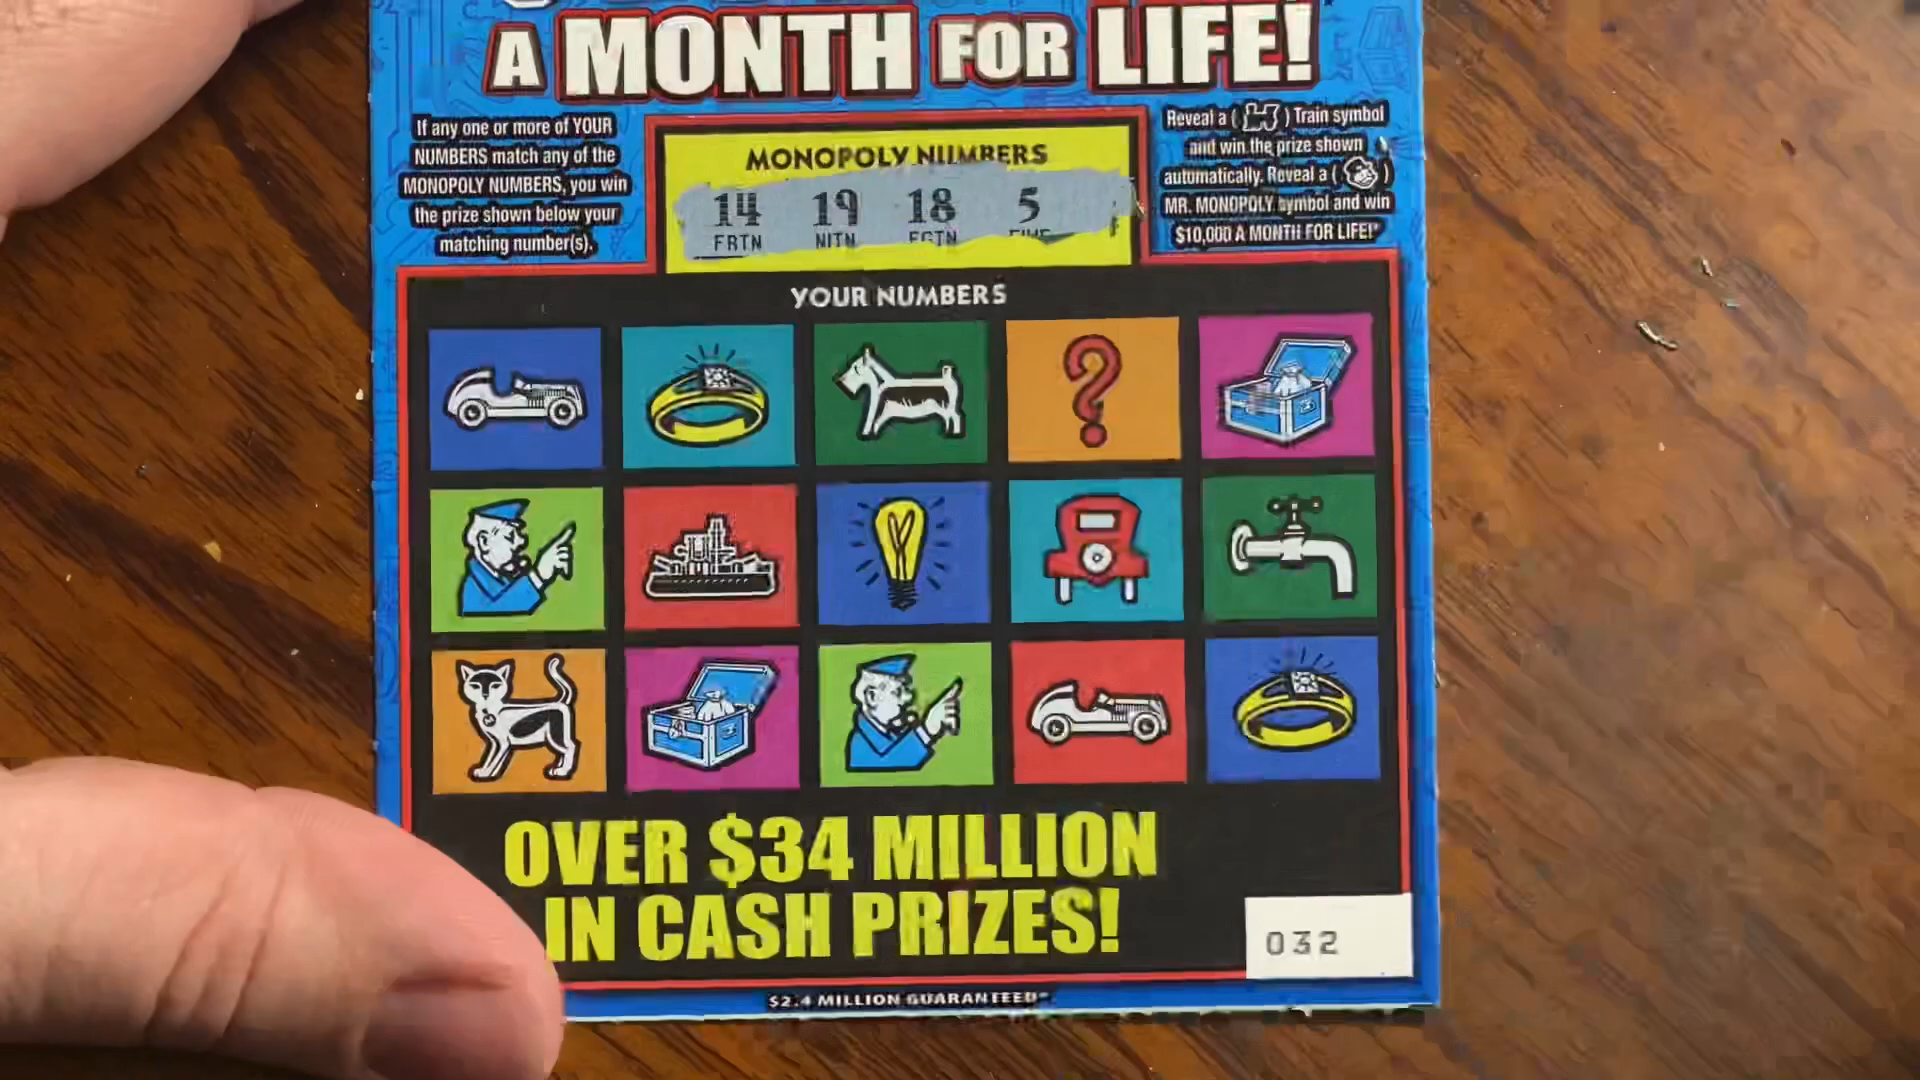 A MONTH FOR LIFE!
If any one or more of YOUR
NUMBERS match any of the
MONOPOLY NUMBERS, you win
the prize shown below your
matching number(s).
MONOPOLY NUMBERS
14 19 18 5
FRTN NITN EGTN FIVE
Reveal a ( ) Train symbol
and win the prize shown
automatically. Reveal a ( )
MR. MONOPOLY symbol and win
$10,000 A MONTH FOR LIFE!*
YOUR NUMBERS
OVER $34 MILLION
IN CASH PRIZES!
032
$2.4 MILLION GUARANTEED*